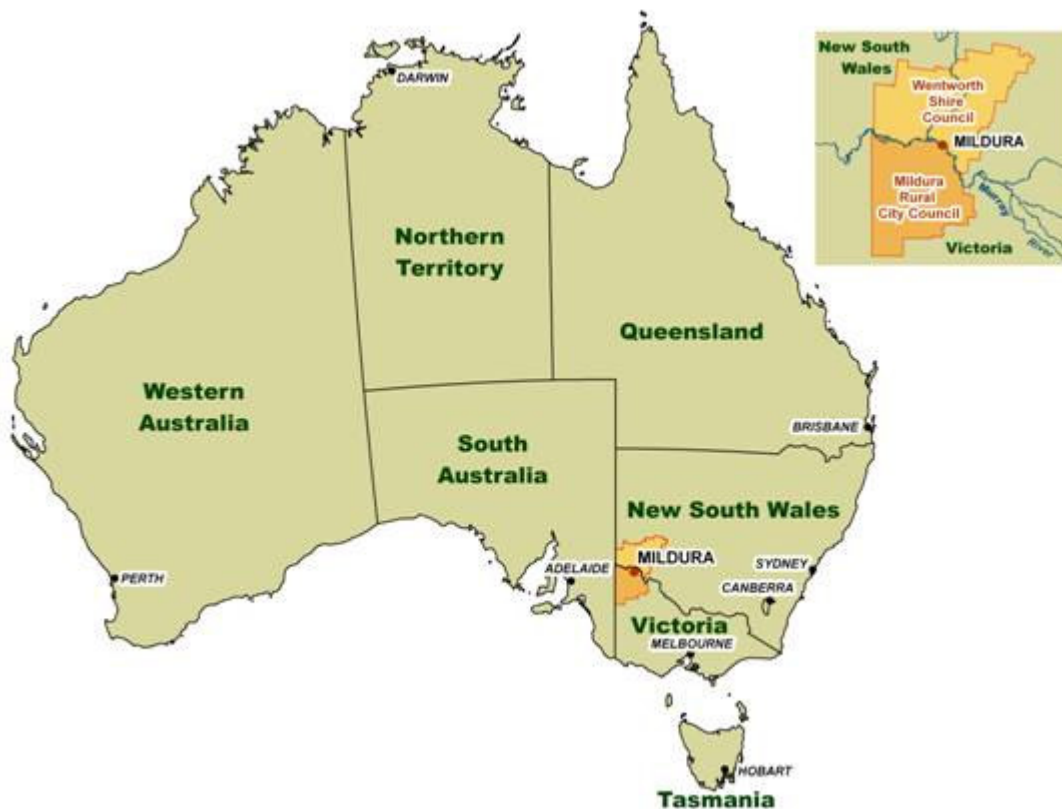 DARWIN
New South
Wales
Wentworth
Shire
Council
MILDURA
Mildura
Rural
City Council
Murray
River
Victoria
Northern
Territory
Queensland
Western
Australia
South
Australia
BRISBANE
New South Wales
MILDURA
SYDNEY
ADELAIDE
CANBERRA
PERTH
Victoria
MELBOURNE
HOBART
Tasmania